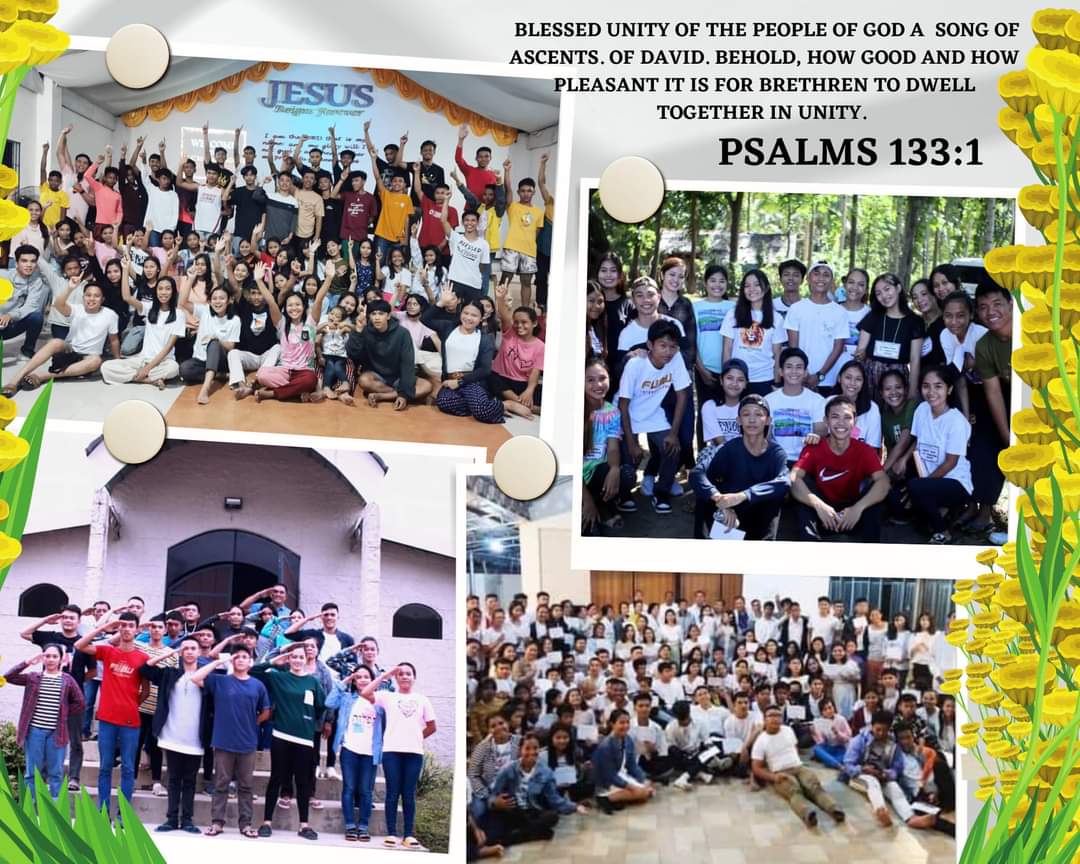 BLESSED UNITY OF THE PEOPLE OF GOD A SONG OF
ASCENTS. OF DAVID. BEHOLD, HOW GOOD AND HOW
PLEASANT IT IS FOR BRETHREN TO DWELL
TOGETHER IN UNITY.
PSALMS 133:1
JESUS
Reigns Forever